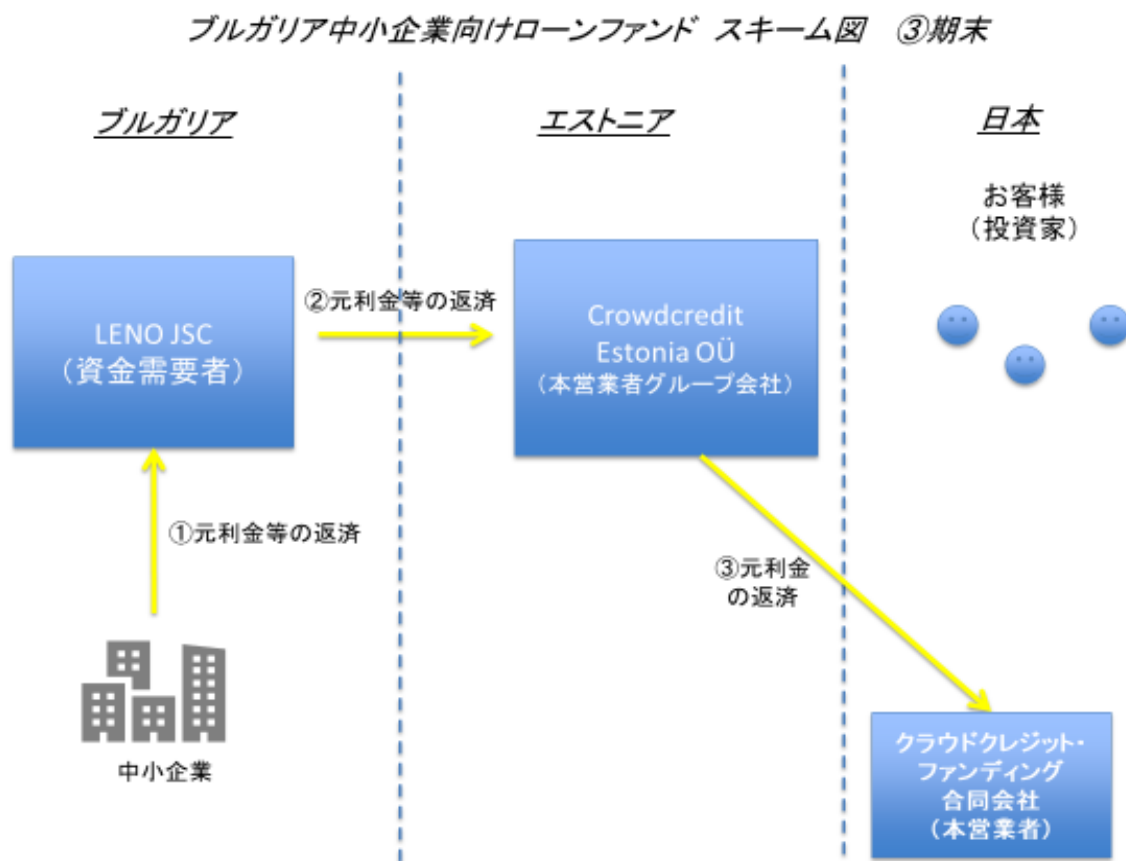 ブルガリア中小企業向けローンファンド スキーム図 ③期末
ブルガリア
エストニア
日本
お客様
（投資家）
LENO JSC
（資金需要者）
②元利金等の返済
Crowdcredit
Estonia OÜ
（本営業者グループ会社）
①元利金等の返済
③元利金
の返済
中小企業
クラウドクレジット・
ファンディング
合同会社
（本営業者）